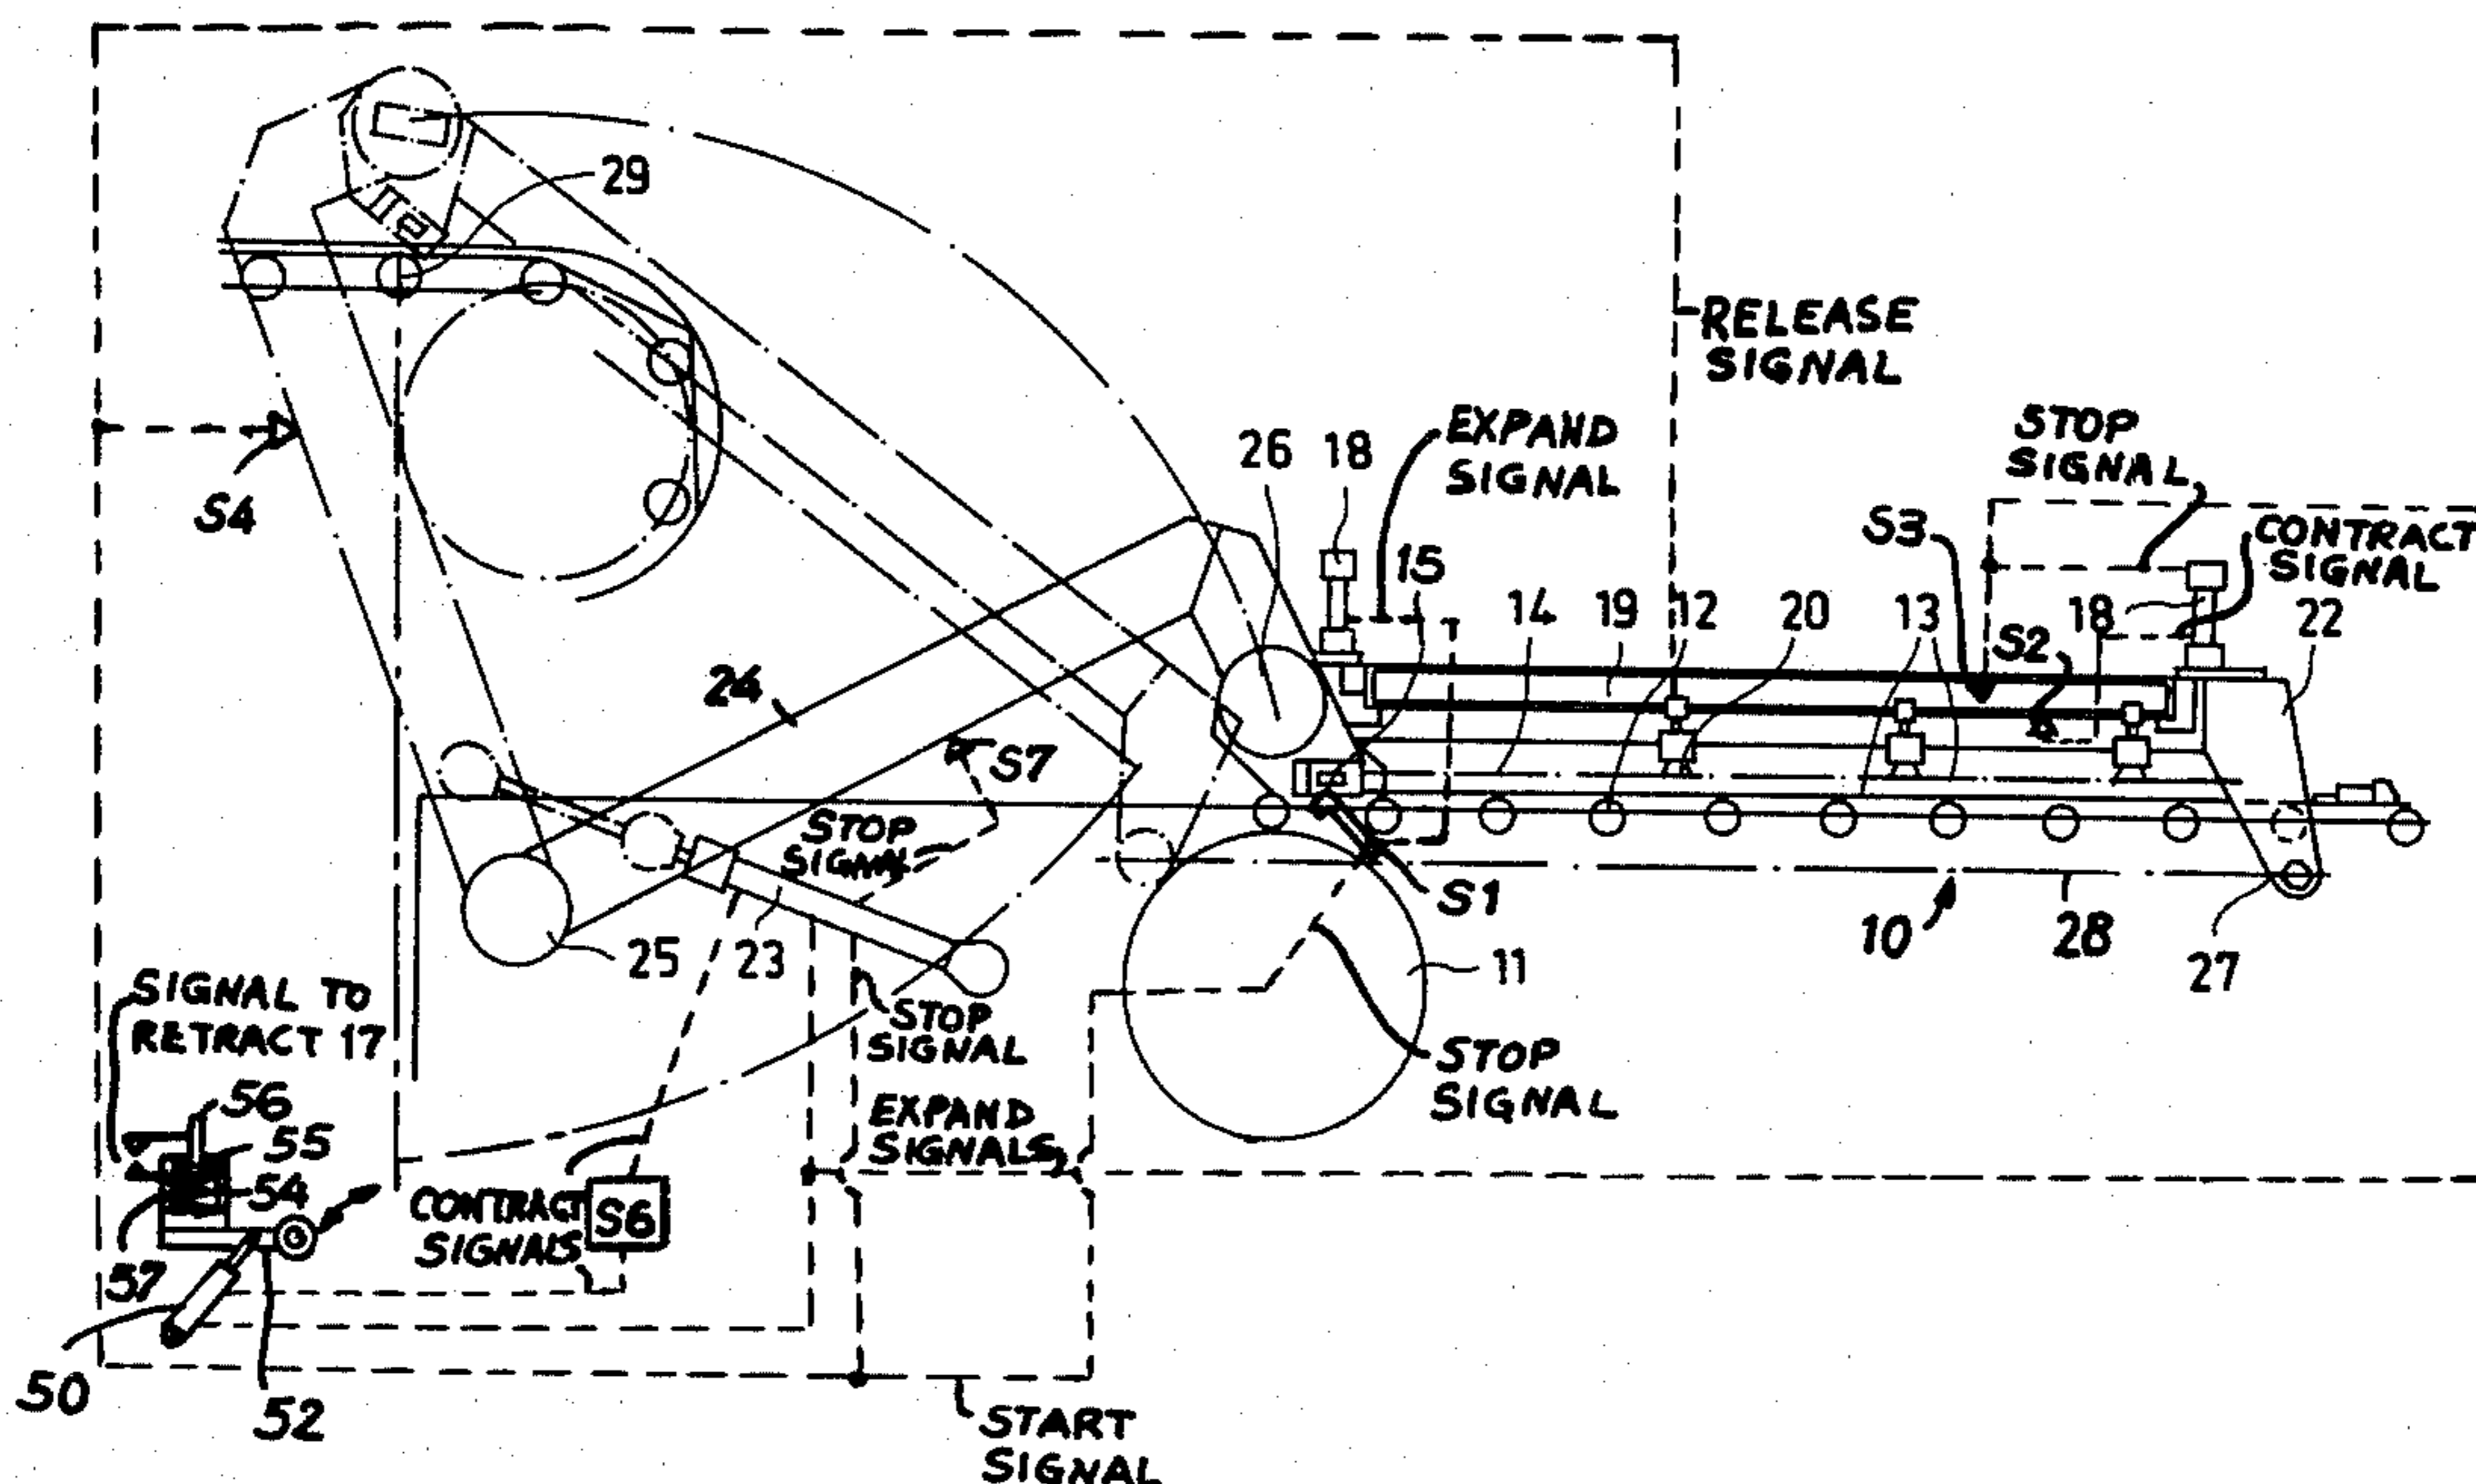 29
RELEASE
SIGNAL
S4
26
18
EXPAND
SIGNAL
STOP
SIGNAL
S3
CONTRACT
SIGNAL
15
14
19
12
20
13
S2
18
22
24
S7
STOP
SIGNAL
S1
10
28
27
25
23
11
SIGNAL TO
RETRACT 17
STOP
SIGNAL
STOP
SIGNAL
56
55
54
EXPAND
SIGNALS
CONTRACT
SIGNALS
S6
57
50
52
START
SIGNAL